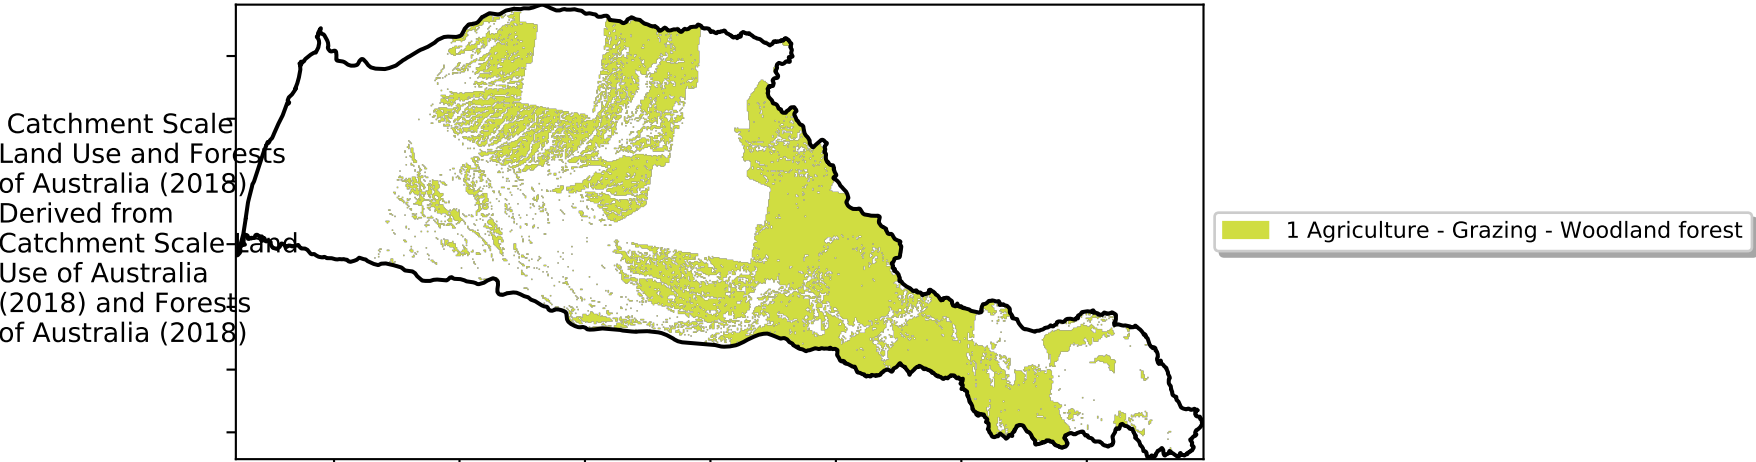 Catchment Scale
Land Use and Forests
of Australia (2018)
Derived from
Catchment Scale Land
Use of Australia
(2018) and Forests
of Australia (2018)
1 Agriculture - Grazing - Woodland forest